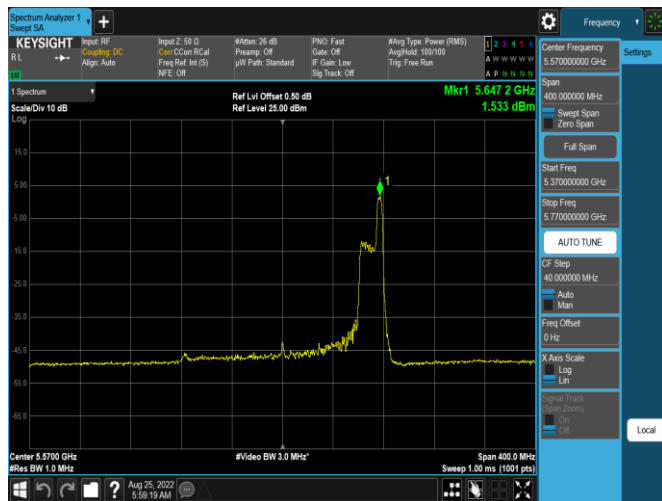 Spectrum Analyzer 1
Swept SA
+
Frequency
KEYSIGHT
R L
LV
Input: RF
Coupling: DC
Align: Auto
Input Z: 50 Ω
Corr CCorr RCal
Freq Ref: Int (S)
NFE: Off
#Atten: 26 dB
Preamp: Off
µW Path: Standard
PNO: Fast
Gate: Off
IF Gain: Low
Sig Track: Off
#Avg Type: Power (RMS)
Avg|Hold: 100/100
Trig: Free Run
1 2 3 4 5 6
A W W W W W
A P N N N N
1 Spectrum
Scale/Div 10 dB
Log
Ref Lvl Offset 0.50 dB
Ref Level 25.00 dBm
Mkr1 5.647 2 GHz
1.533 dBm
15.0
5.00
-5.00
-15.0
-25.0
-35.0
-45.0
-55.0
-65.0
1
Center 5.5700 GHz
#Res BW 1.0 MHz
#Video BW 3.0 MHz*
Span 400.0 MHz
Sweep 1.00 ms (1001 pts)
Center Frequency
5.570000000 GHz
Settings
Span
400.000000 MHz
Swept Span
Zero Span
Full Span
Start Freq
5.370000000 GHz
Stop Freq
5.770000000 GHz
AUTO TUNE
CF Step
40.000000 MHz
Auto
Man
Freq Offset
0 Hz
X Axis Scale
Log
Lin
Signal Track
(Span Zoom)
On
Off
Local
?
Aug 25, 2022
5:59:19 AM